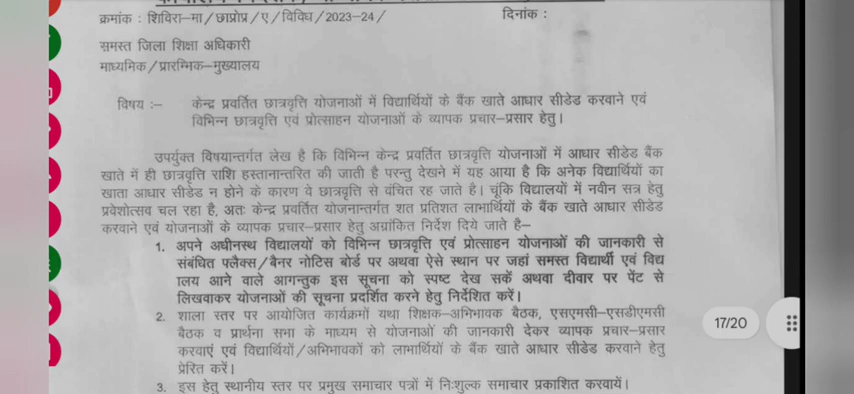 क्रमांक : शिविरा–मा/छाप्रोप्र/ए/विविध/2023–24/ दिनांक :
समस्त जिला शिक्षा अधिकारी
माध्यमिक/प्रारम्भिक–मुख्यालय
विषय :– केन्द्र प्रवर्तित छात्रवृत्ति योजनाओं में विद्यार्थियों के बैंक खाते आधार सीडेड करवाने एवं
विभिन्न छात्रवृत्ति एवं प्रोत्साहन योजनाओं के व्यापक प्रचार–प्रसार हेतु।
उपर्युक्त विषयान्तर्गत लेख है कि विभिन्न केन्द्र प्रवर्तित छात्रवृत्ति योजनाओं में आधार सीडेड बैंक
खाते में ही छात्रवृत्ति राशि हस्तानान्तरित की जाती है परन्तु देखने में यह आया है कि अनेक विद्यार्थियों का
खाता आधार सीडेड न होने के कारण ये छात्रवृत्ति से वंचित रह जाते है। चूंकि विद्यालयों में नवीन सत्र हेतु
प्रवेशोत्सव चल रहा है, अतः केन्द्र प्रवर्तित योजनान्तर्गत शत प्रतिशत लाभार्थियों के बैंक खाते आधार सीडेड
करवाने एवं योजनाओं के व्यापक प्रचार–प्रसार हेतु अग्रांकित निर्देश दिये जाते है–
1. अपने अधीनस्थ विद्यालयों को विभिन्न छात्रवृत्ति एवं प्रोत्साहन योजनाओं की जानकारी से
संबंधित फ्लैक्स/बैनर नोटिस बोर्ड पर अथवा ऐसे स्थान पर जहां समस्त विद्यार्थी एवं विद्य
ालय आने वाले आगन्तुक इस सूचना को स्पष्ट देख सकें अथवा दीवार पर पेंट से
लिखवाकर योजनाओं की सूचना प्रदर्शित करने हेतु निर्देशित करें।
2. शाला स्तर पर आयोजित कार्यक्रमों यथा शिक्षक–अभिभावक बैठक, एसएमसी–एसडीएमसी
बैठक व प्रार्थना सभा के माध्यम से योजनाओं की जानकारी देकर व्यापक प्रचार–प्रसार
करवाएं एवं विद्यार्थियों/अभिभावकों को लाभार्थियों के बैंक खाते आधार सीडेड करवाने हेतु
प्रेरित करें।
3. इस हेतु स्थानीय स्तर पर प्रमुख समाचार पत्रों में निःशुल्क समाचार प्रकाशित करवायें।
17/20